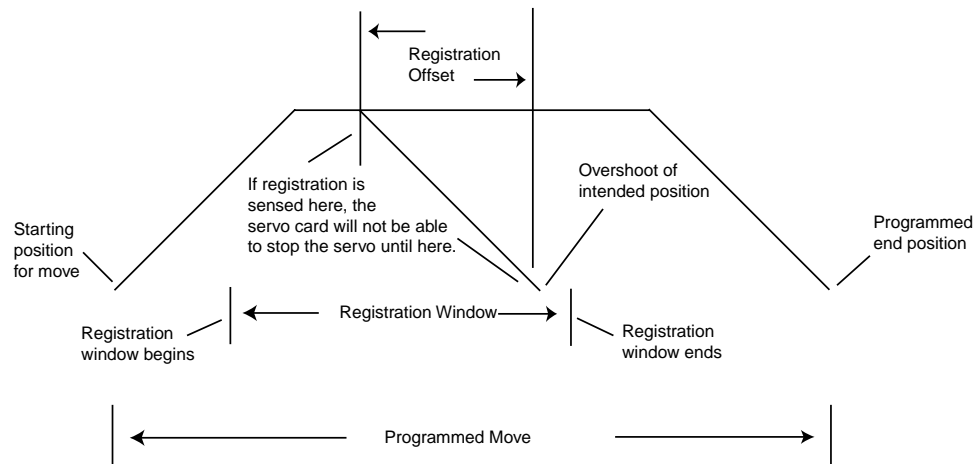 Registration
Offset
If registration is
sensed here, the
servo card will not be able
to stop the servo until here.
Overshoot of
intended position
Starting
position
for move
Programmed
end position
Registration Window
Registration
window begins
Registration
window ends
Programmed Move